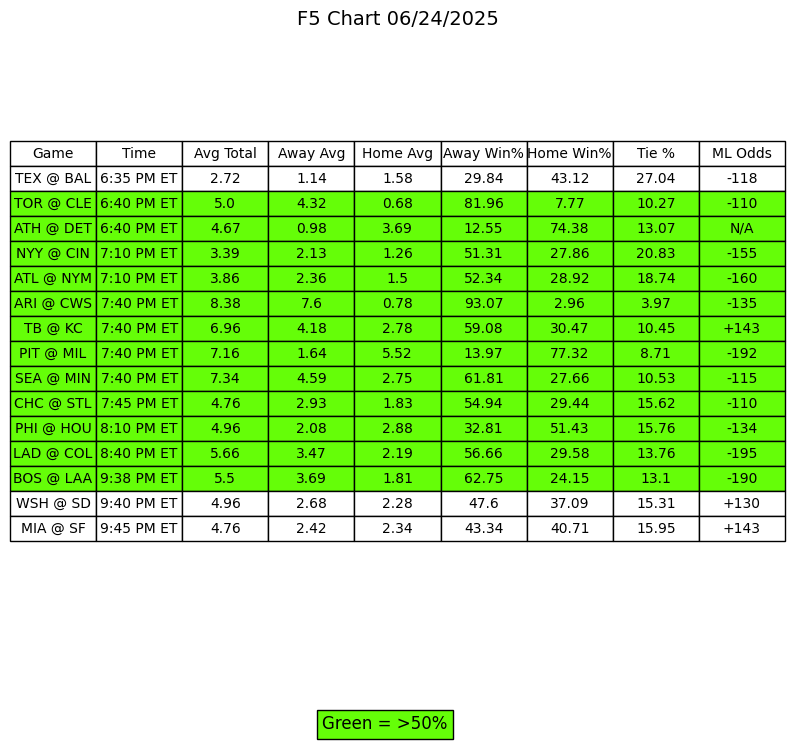 F5 Chart 06/24/2025
Game Time Avg Total Away Avg Home Avg Away Win% Home Win% Tie % ML Odds
TEX @ BAL 6:35 PM ET 2.72 1.14 1.58 29.84 43.12 27.04 -118
TOR @ CLE 6:40 PM ET 5.0 4.32 0.68 81.96 7.77 10.27 -110
ATH @ DET 6:40 PM ET 4.67 0.98 3.69 12.55 74.38 13.07 N/A
NYY @ CIN 7:10 PM ET 3.39 2.13 1.26 51.31 27.86 20.83 -155
ATL @ NYM 7:10 PM ET 3.86 2.36 1.5 52.34 28.92 18.74 -160
ARI @ CWS 7:40 PM ET 8.38 7.6 0.78 93.07 2.96 3.97 -135
TB @ KC 7:40 PM ET 6.96 4.18 2.78 59.08 30.47 10.45 +143
PIT @ MIL 7:40 PM ET 7.16 1.64 5.52 13.97 77.32 8.71 -192
SEA @ MIN 7:40 PM ET 7.34 4.59 2.75 61.81 27.66 10.53 -115
CHC @ STL 7:45 PM ET 4.76 2.93 1.83 54.94 29.44 15.62 -110
PHI @ HOU 8:10 PM ET 4.96 2.08 2.88 32.81 51.43 15.76 -134
LAD @ COL 8:40 PM ET 5.66 3.47 2.19 56.66 29.58 13.76 -195
BOS @ LAA 9:38 PM ET 5.5 3.69 1.81 62.75 24.15 13.1 -190
WSH @ SD 9:40 PM ET 4.96 2.68 2.28 47.6 37.09 15.31 +130
MIA @ SF 9:45 PM ET 4.76 2.42 2.34 43.34 40.71 15.95 +143
Green = >50%